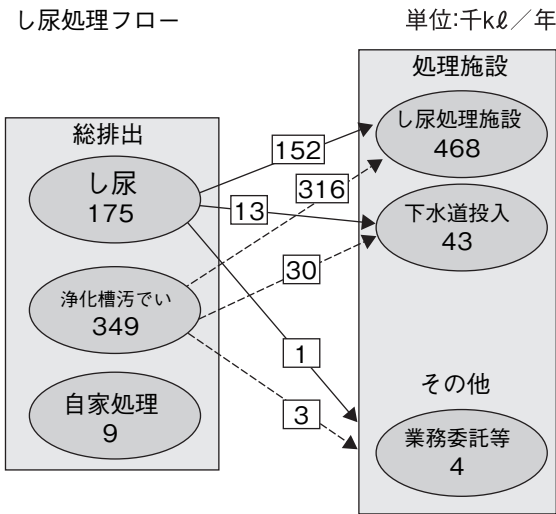 し尿処理フロー
単位:千kℓ／年
総排出
し尿
175
浄化槽汚でい
349
自家処理
9
152
316
13
30
1
3
処理施設
し尿処理施設
468
下水道投入
43
その他
業務委託等
4